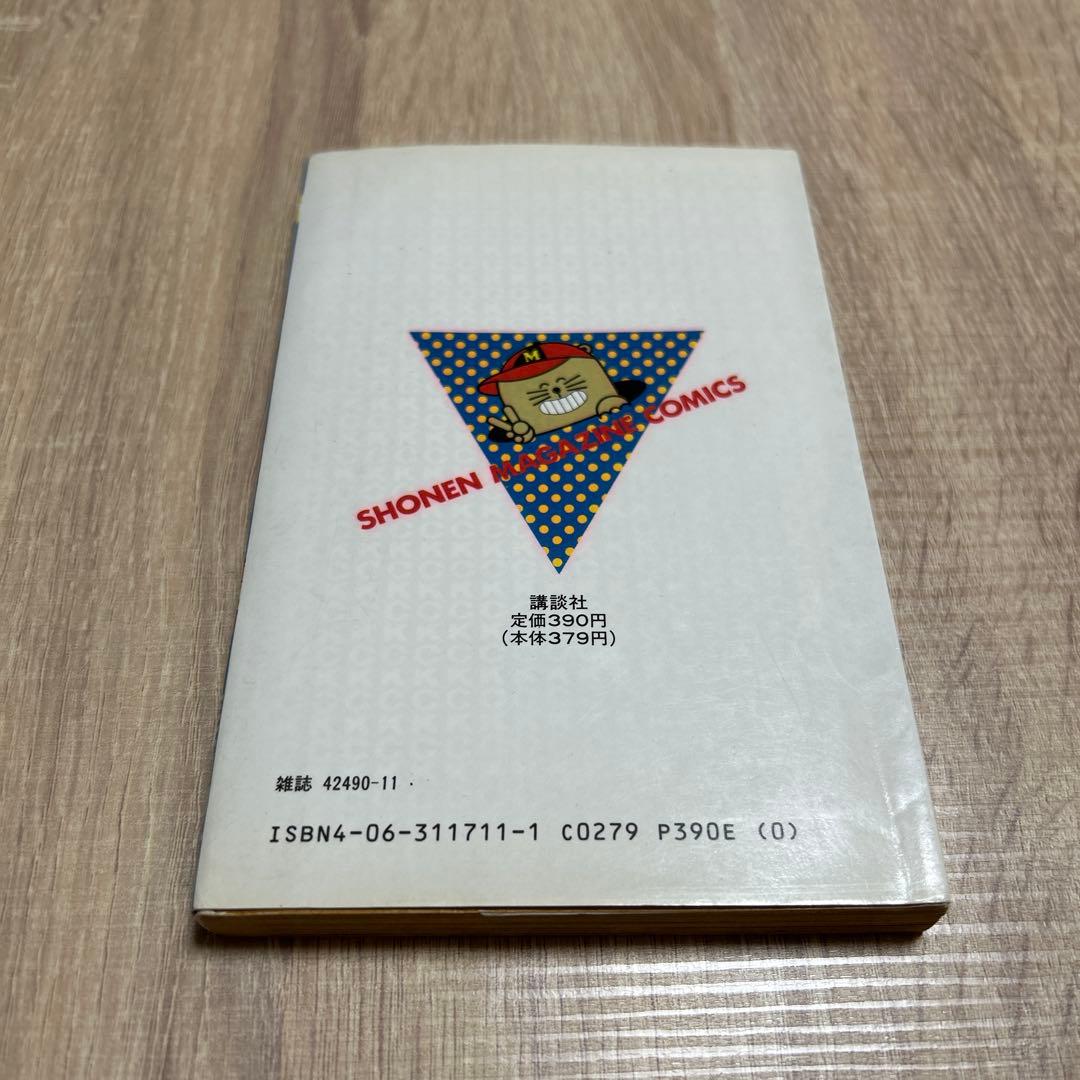 M
SHONEN MAGAZINE COMICS
講談社
定価390円
(本体379円)
雑誌 42490-11
ISBN4-06-311711-1 C0279 P390E (0)